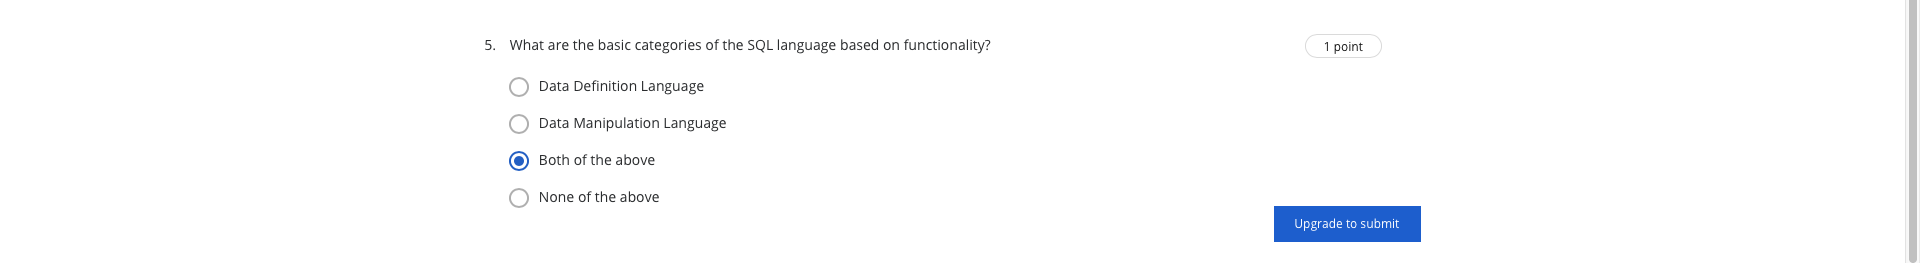 5. What are the basic categories of the SQL language based on functionality?
1 point
Data Definition Language
Data Manipulation Language
Both of the above
None of the above
Upgrade to submit